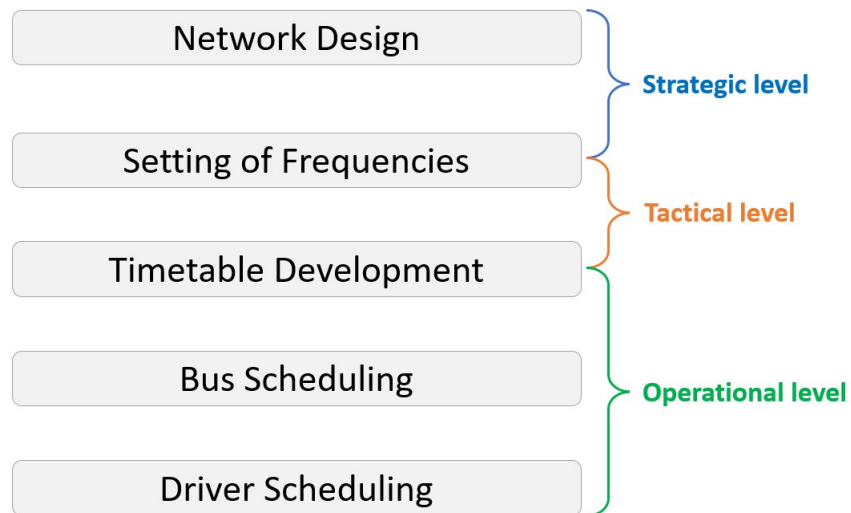 Network Design
Strategic level
Setting of Frequencies
Tactical level
Timetable Development
Bus Scheduling
Operational level
Driver Scheduling